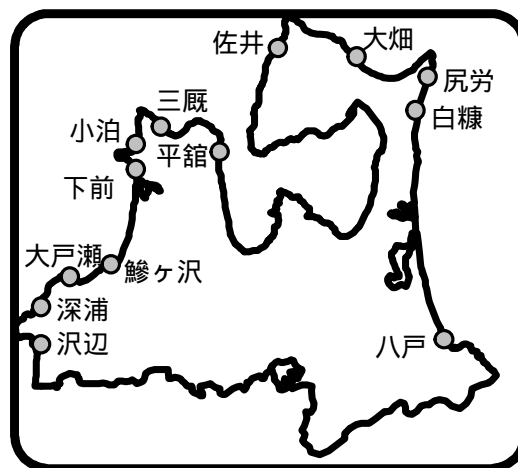 佐井
大畑
尻労
白糠
三厩
小泊
平舘
下前
大戸瀬
鰺ヶ沢
深浦
沢辺
八戸